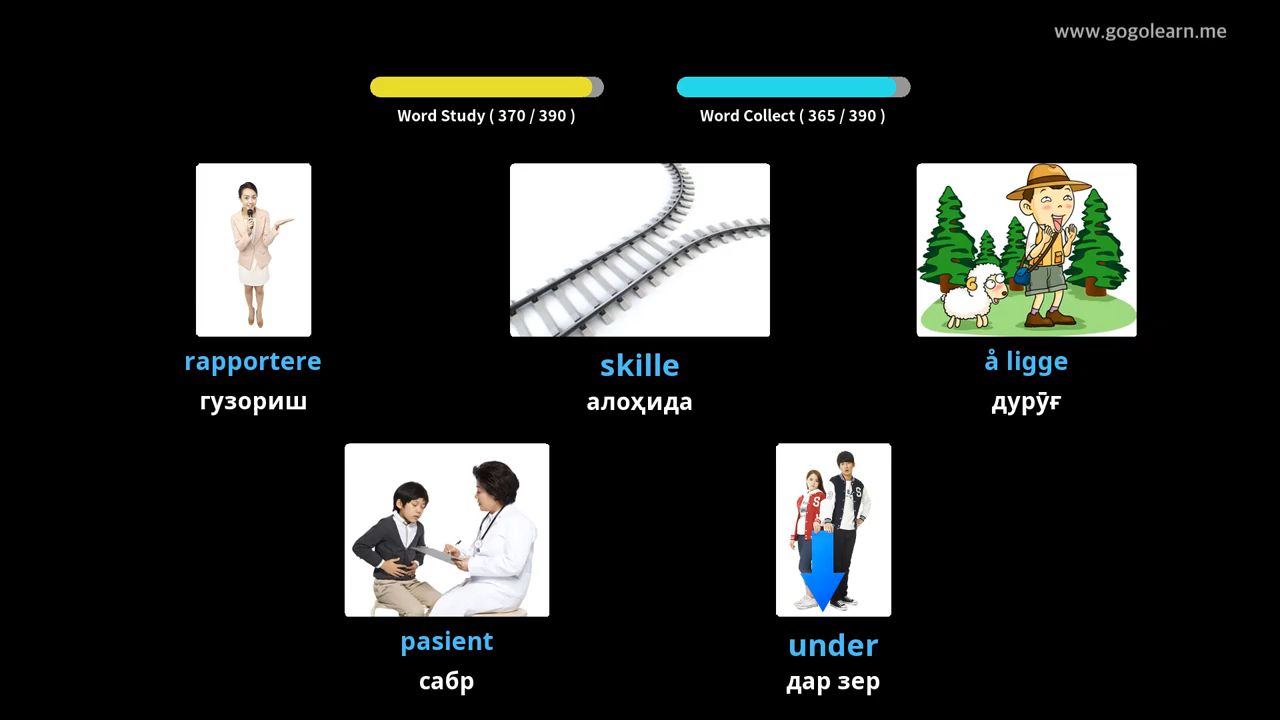 www.gogolearn.me
Word Study ( 370 / 390 )
Word Collect ( 365 / 390 )
rapportere
гузориш
skille
алоҳида
å ligge
дурӯғ
pasient
сабр
under
дар зер